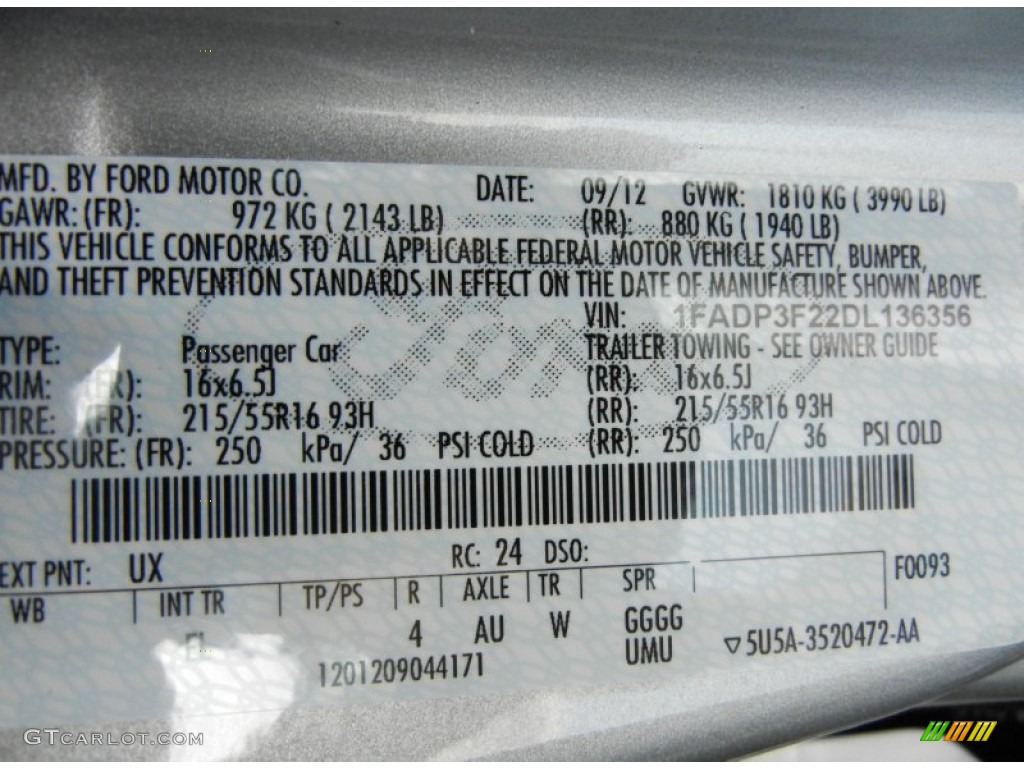 MFD. BY FORD MOTOR CO. DATE: 09/12 GVWR: 1810 KG ( 3990 LB)
GAWR: (FR): 972 KG ( 2143 LB) (RR): 880 KG ( 1940 LB)
THIS VEHICLE CONFORMS TO ALL APPLICABLE FEDERAL MOTOR VEHICLE SAFETY, BUMPER,
AND THEFT PREVENTION STANDARDS IN EFFECT ON THE DATE OF MANUFACTURE SHOWN ABOVE.
VIN: 1FADP3F22DL136356
TYPE: Passenger Car TRAILER TOWING - SEE OWNER GUIDE
RIM: (FR): 16x6.5J (RR): 16x6.5J
TIRE: (FR): 215/55R16 93H (RR): 215/55R16 93H
PRESSURE: (FR): 250 kPa/ 36 PSI COLD (RR): 250 kPa/ 36 PSI COLD
EXT PNT: UX RC: 24 DSO: F0093
WB INT TR TP/PS R AXLE TR SPR
4 AU W GGGG
UMU ▽5U5A-3520472-AA
1201209044171
GTCARLOT.COM